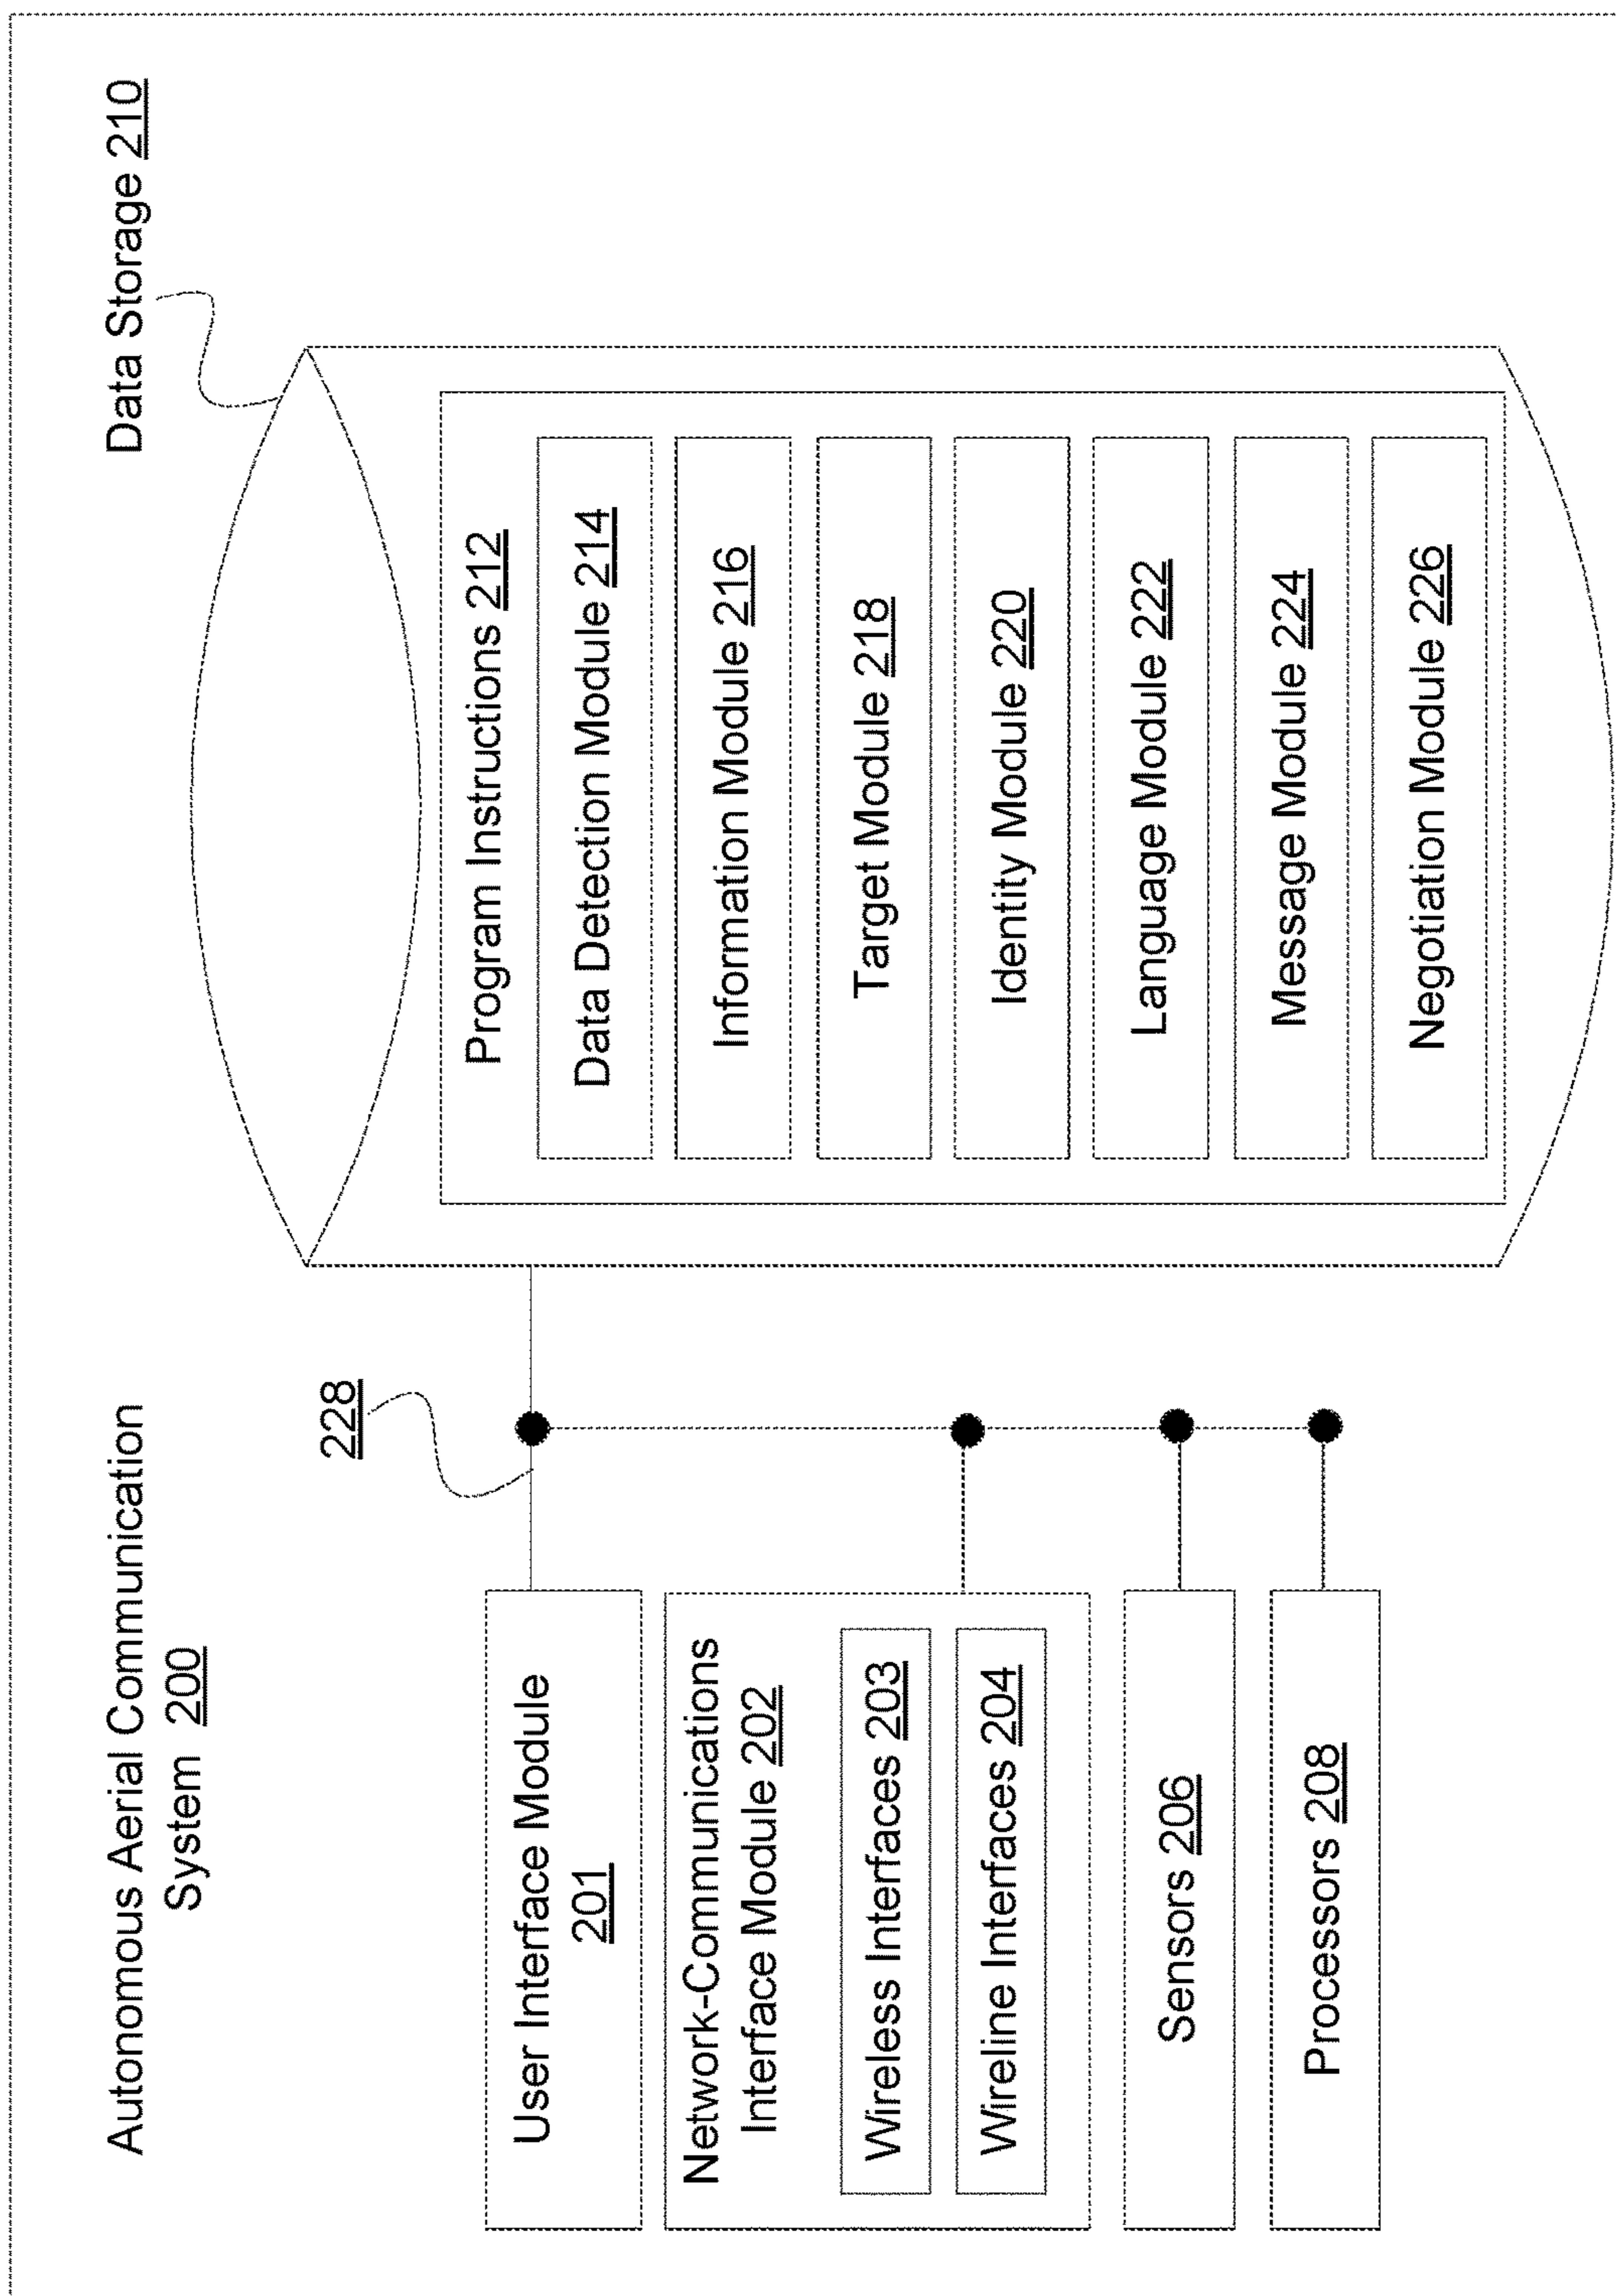 Autonomous Aerial Communication
System 200
228
User Interface Module
201
Network-Communications
Interface Module 202
Wireless Interfaces 203
Wireline Interfaces 204
Sensors 206
Processors 208
Data Storage 210
Program Instructions 212
Data Detection Module 214
Information Module 216
Target Module 218
Identity Module 220
Language Module 222
Message Module 224
Negotiation Module 226